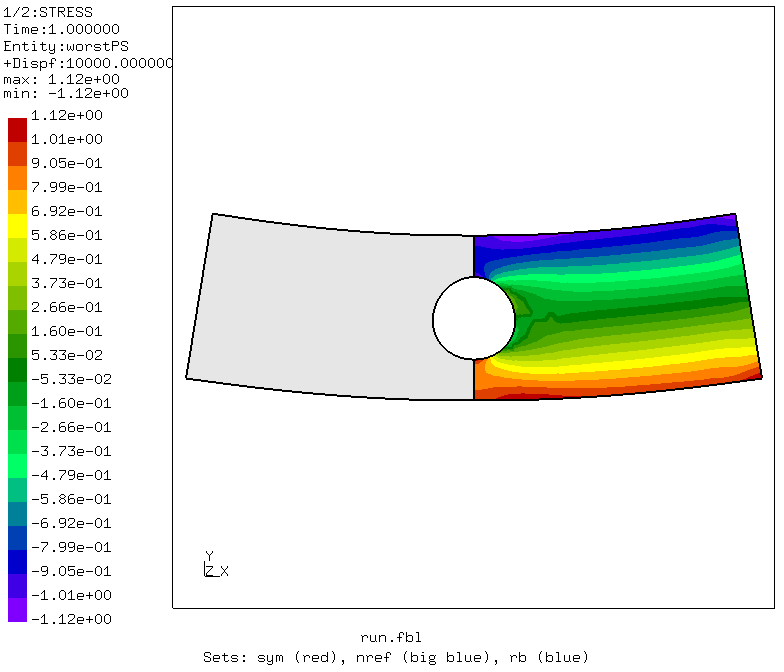 1/2:STRESS
Time:1.000000
Entity:worstPS
+Dispf:10000.000000
max: 1.12e+00
min: -1.12e+00
1.12e+00
1.01e+00
9.05e-01
7.99e-01
6.92e-01
5.86e-01
4.79e-01
3.73e-01
2.66e-01
1.60e-01
5.33e-02
-5.33e-02
-1.60e-01
-2.66e-01
-3.73e-01
-4.79e-01
-5.86e-01
-6.92e-01
-7.99e-01
-9.05e-01
-1.01e+00
-1.12e+00
Y
Z X
run.fbl
Sets: sym (red), nref (big blue), rb (blue)